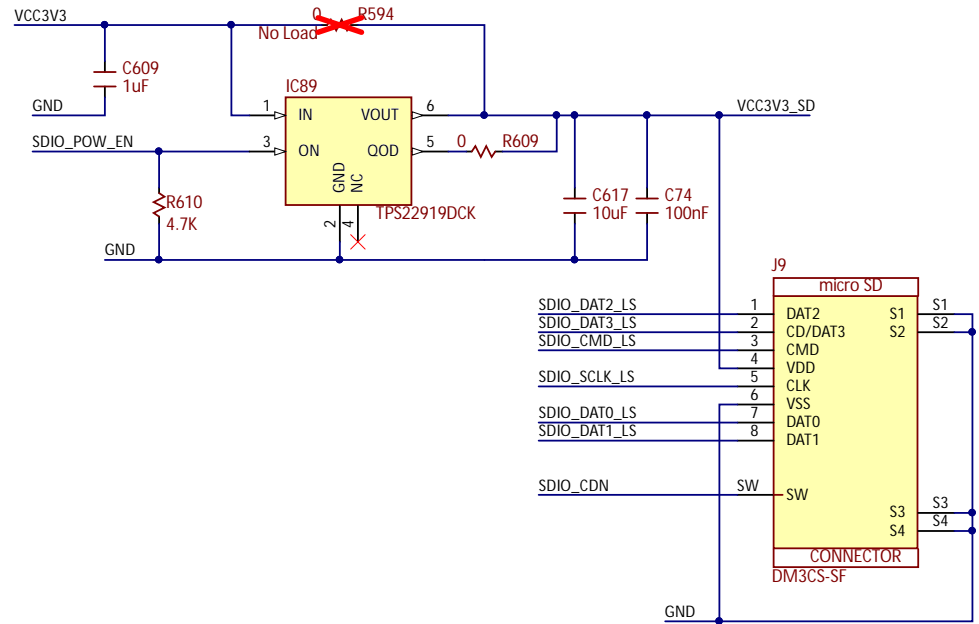 VCC3V3
0 R594
No Load
C609
1uF
IC89
GND
1 IN VOUT 6
VCC3V3_SD
SDIO_POW_EN
3 ON QOD 5
0 R609
GND
NC
2
4
TPS22919DCK
R610
4.7K
C617
10uF
C74
100nF
GND
J9
micro SD
SDIO_DAT2_LS 1 DAT2 S1 S1
SDIO_DAT3_LS 2 CD/DAT3 S2 S2
SDIO_CMD_LS 3 CMD
4 VDD
SDIO_SCLK_LS 5 CLK
6 VSS
SDIO_DAT0_LS 7 DAT0
SDIO_DAT1_LS 8 DAT1
SDIO_CDN SW SW
S3 S3
S4 S4
CONNECTOR
DM3CS-SF
GND